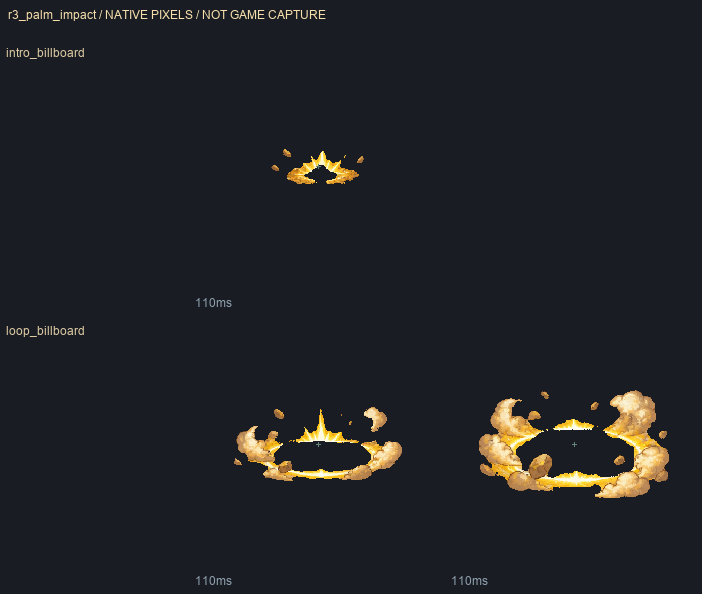 r3_palm_impact / NATIVE PIXELS / NOT GAME CAPTURE
intro_billboard
110ms
loop_billboard
110ms 110ms